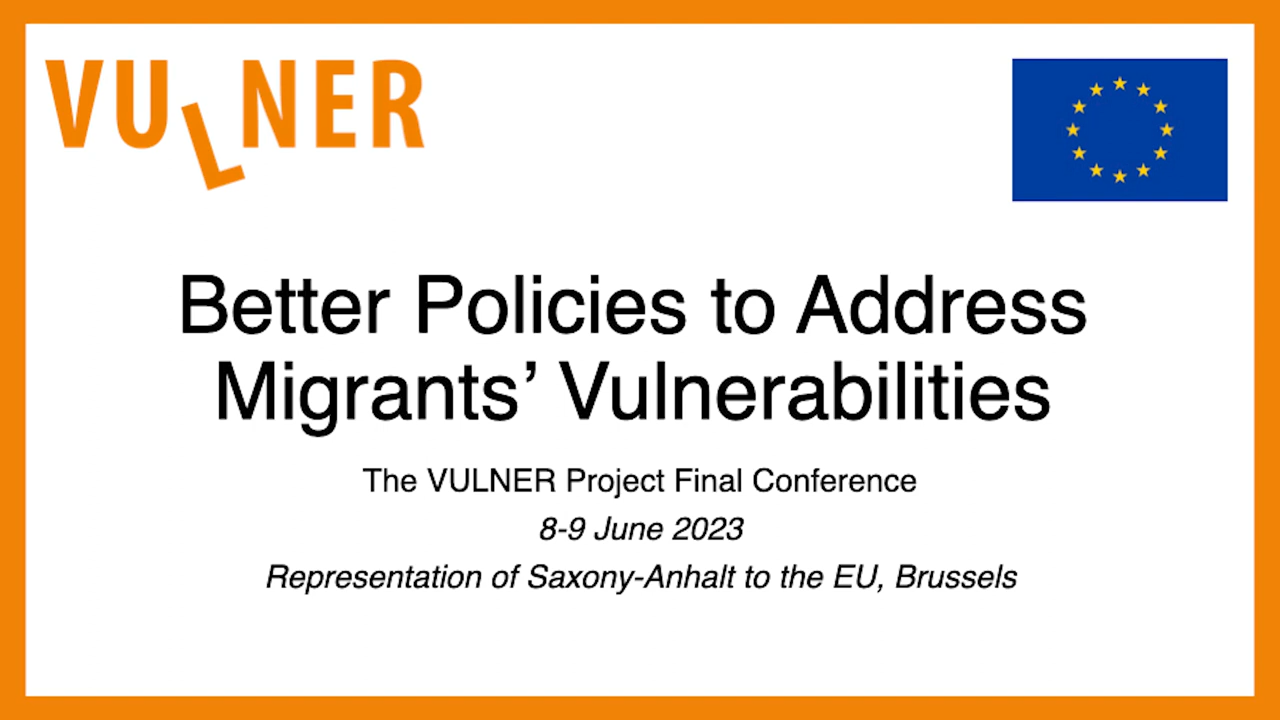 VULNER
Better Policies to Address
Migrants’ Vulnerabilities
The VULNER Project Final Conference
8-9 June 2023
Representation of Saxony-Anhalt to the EU, Brussels